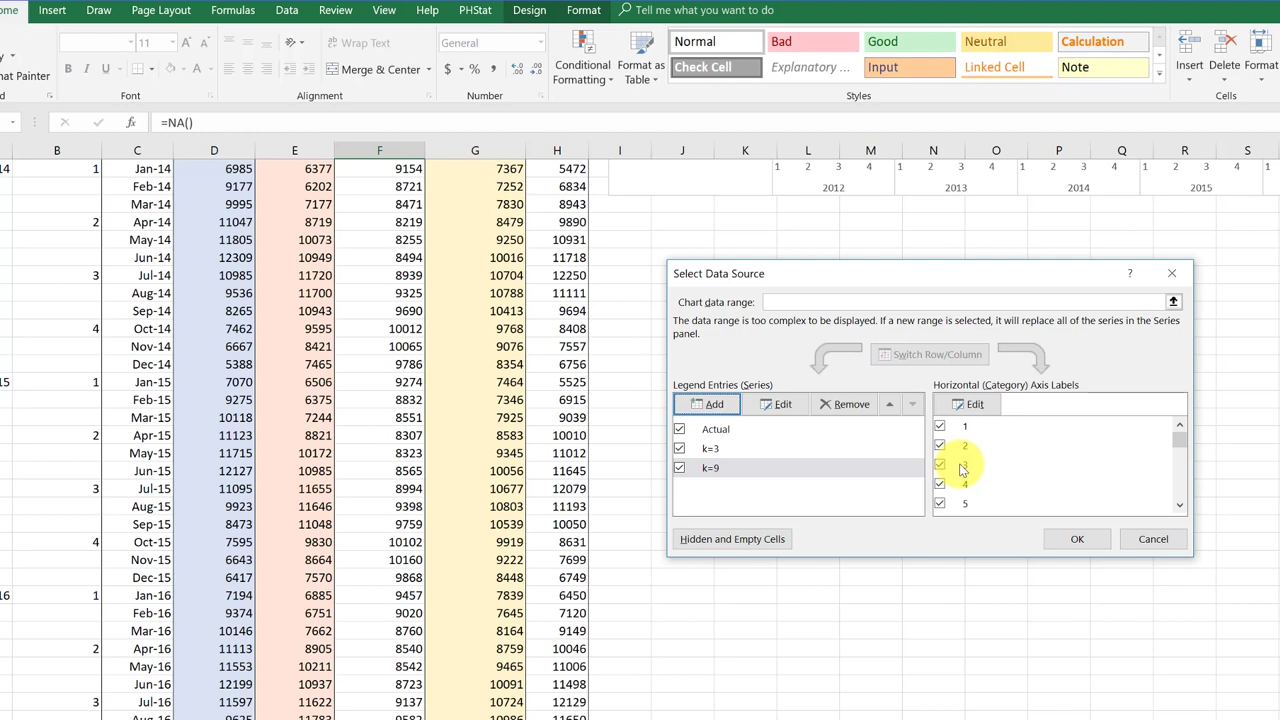 ome Insert Draw Page Layout Formulas Data Review View Help PHStat Design Format Tell me what you want to do
11 A A Wrap Text General Normal Bad Good Neutral Calculation
mat Painter B I U Merge & Center $ % , Conditional Formatting Format as Table Check Cell Explanatory ... Input Linked Cell Note Insert Delete Format
Font Alignment Number Styles Cells
fx =NA()
B C D E F G H I J K L M N O P Q R S
14 1 Jan-14 6985 6377 9154 7367 5472 1 2 3 4 1 2 3 4 1 2 3 4 1 2 3 4 1
Feb-14 9177 6202 8721 7252 6834 2012 2013 2014 2015
Mar-14 9995 7177 8471 7830 8943
2 Apr-14 11047 8719 8219 8479 9890
May-14 11805 10073 8255 9250 10931
Jun-14 12309 10949 8494 10016 11718
3 Jul-14 10985 11720 8939 10704 12250
Aug-14 9536 11700 9325 10788 11111
Sep-14 8265 10943 9690 10413 9694
4 Oct-14 7462 9595 10012 9768 8408
Nov-14 6667 8421 10065 9076 7557
Dec-14 5388 7465 9786 8354 6756
15 1 Jan-15 7070 6506 9274 7464 5525
Feb-15 9275 6375 8832 7346 6915
Mar-15 10118 7244 8551 7925 9039
2 Apr-15 11123 8821 8307 8583 10010
May-15 11715 10172 8345 9345 11012
Jun-15 12127 10985 8565 10061 11645
3 Jul-15 11095 11655 8994 10677 12079
Aug-15 9923 11646 9398 10803 11193
Sep-15 8473 11048 9759 10539 10050
4 Oct-15 7595 9830 10102 9919 8631
Nov-15 6643 8664 10160 9222 7699
Dec-15 6417 7570 9868 8448 6749
16 1 Jan-16 7194 6885 9457 7839 6450
Feb-16 9374 6751 9020 7645 7120
Mar-16 10146 7662 8760 8164 9149
2 Apr-16 11113 8905 8540 8759 10046
May-16 11553 10211 8542 9465 11006
Jun-16 12199 10937 8723 10091 11498
3 Jul-16 11597 11622 9137 10724 12129
Aug-16 9625 11783 9582 10986 11650
Select Data Source ?
Chart data range:
The data range is too complex to be displayed. If a new range is selected, it will replace all of the series in the Series
panel.
Switch Row/Column
Legend Entries (Series) Horizontal (Category) Axis Labels
Add Edit Remove Edit
Actual 1
k=3 2
k=9 3
4
5
Hidden and Empty Cells OK Cancel